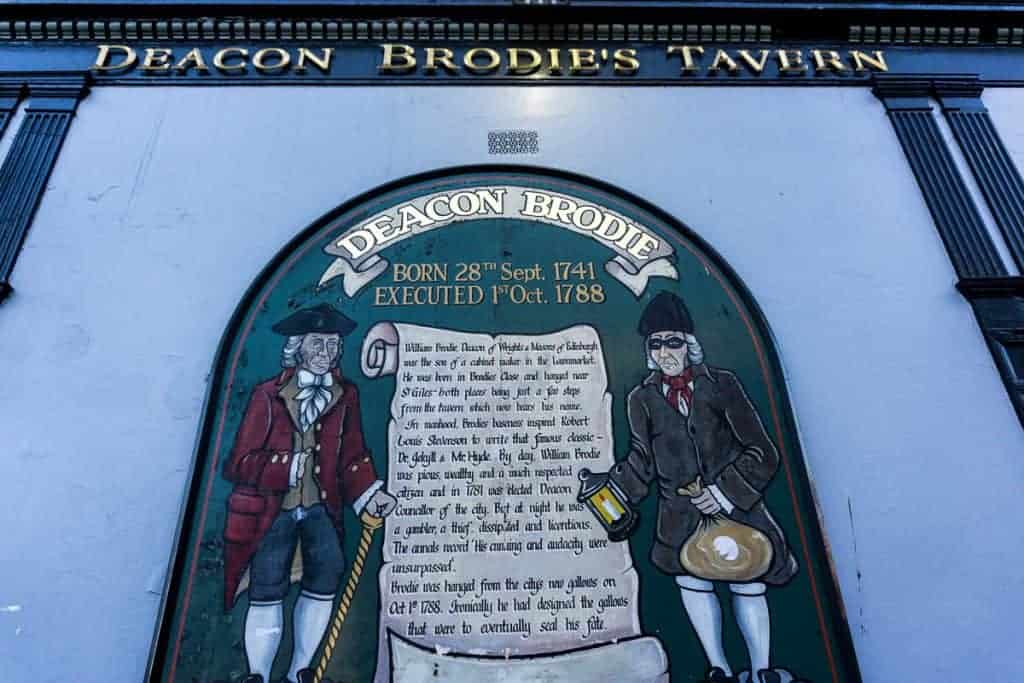 DEACON BRODIE'S TAVERN
DEACON BRODIE
BORN 28TH Sept. 1741
EXECUTED 1ST Oct. 1788
William Brodie, Deacon of Wrights & Masons of Edinburgh
was the son of a cabinet maker in the Lawnmarket.
He was born in Brodies Close and hanged near
St Giles - both places being just a few steps
from the tavern which now bears his name.
In manhood, Brodies baseness inspired Robert
Louis Stevenson to write that famous classic -
Dr. Jekyll & Mr. Hyde. By day, William Brodie
was pious, wealthy and a much respected
citizen and in 1781 was elected Deacon
Councillor of the city. But at night he was
a gambler, a thief, dissipated and licentious.
The annals record 'His cunning and audacity were
unsurpassed'.
Brodie was hanged from the city's new gallows on
Oct 1st 1788. Ironically he had designed the gallows
that were to eventually seal his fate.